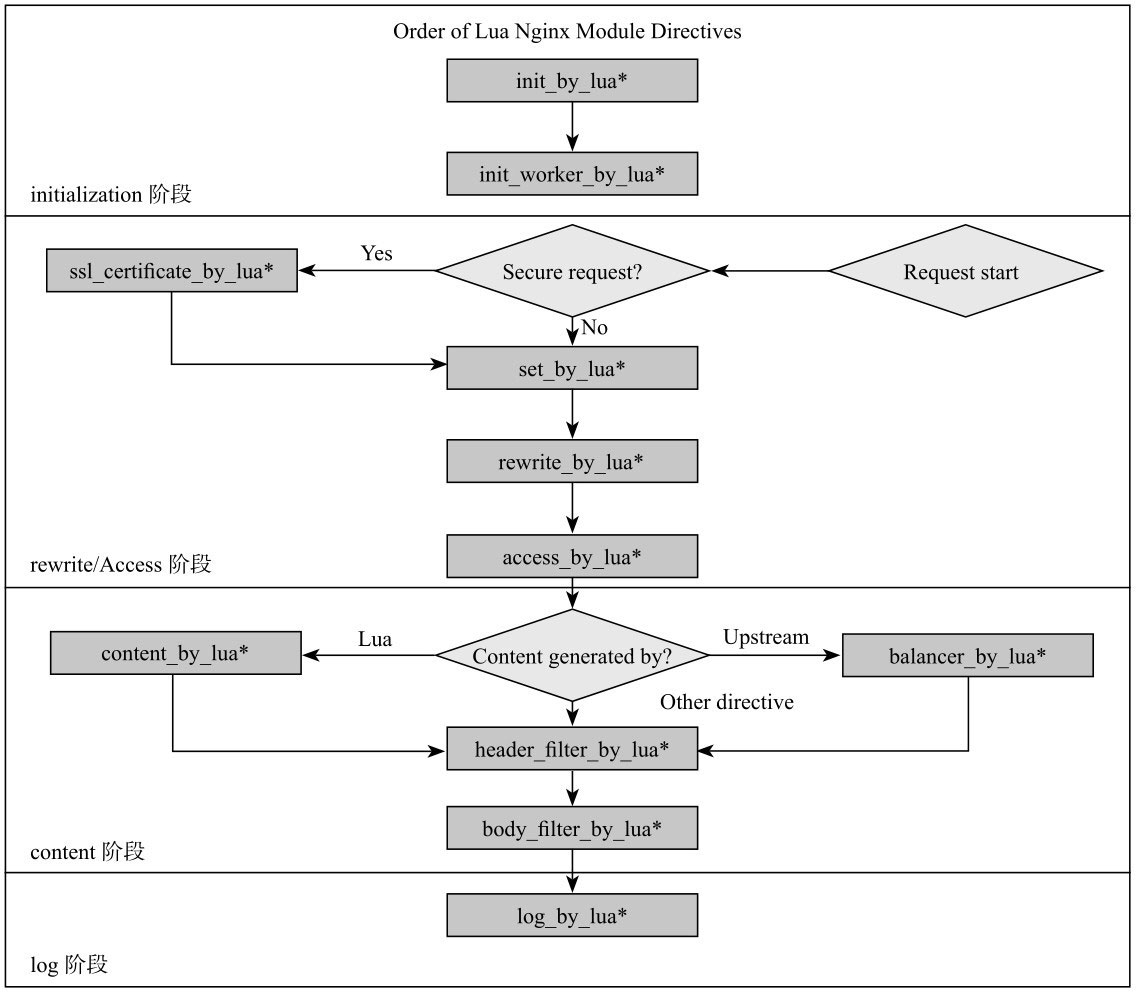 Order of Lua Nginx Module Directives
init_by_lua*
init_worker_by_lua*
initialization 阶段
Yes
ssl_certificate_by_lua*
Secure request?
Request start
No
set_by_lua*
rewrite_by_lua*
access_by_lua*
rewrite/Access 阶段
Lua
Upstream
content_by_lua*
Content generated by?
balancer_by_lua*
Other directive
header_filter_by_lua*
body_filter_by_lua*
content 阶段
log_by_lua*
log 阶段